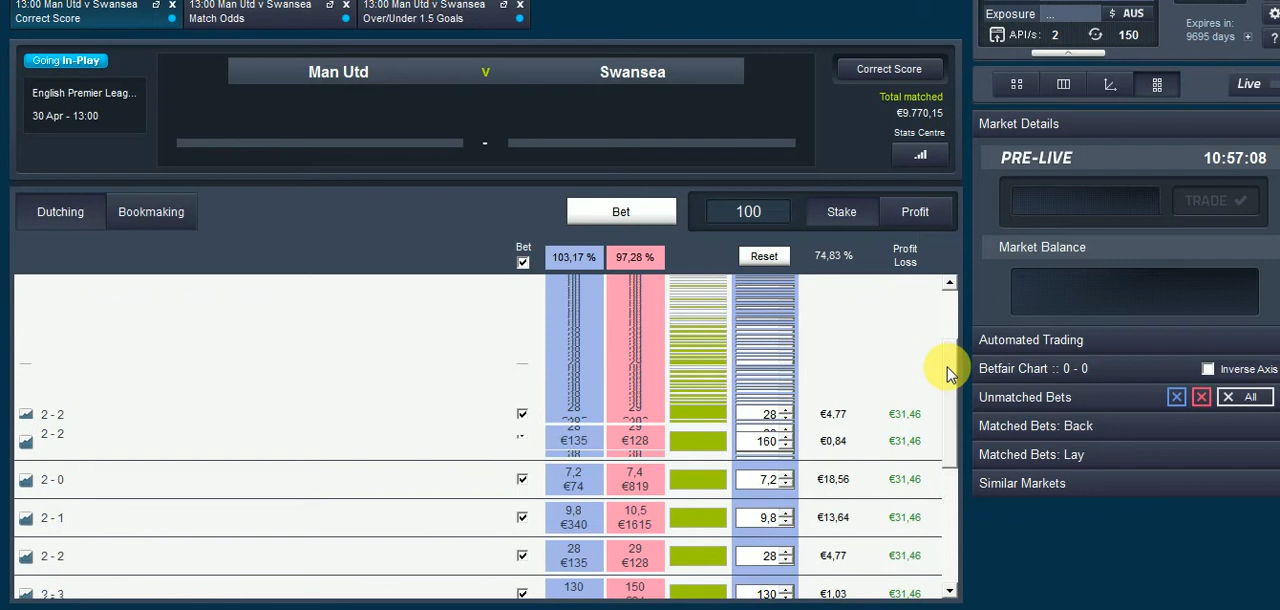 13:00 Man Utd v Swansea
Correct Score
13:00 Man Utd v Swansea
Match Odds
13:00 Man Utd v Swansea
Over/Under 1.5 Goals
Exposure ... $ AUS
API/s: 2 150
Expires in:
9695 days
Going In-Play
English Premier Leag...
30 Apr - 13:00
Man Utd v Swansea
-
Correct Score
Total matched
€9.770,15
Stats Centre
Live
Market Details
PRE-LIVE 10:57:08
TRADE
Market Balance
Automated Trading
Betfair Chart :: 0 - 0 Inverse Axis
Unmatched Bets All
Matched Bets: Back
Matched Bets: Lay
Similar Markets
Dutching Bookmaking Bet 100 Stake Profit
Bet 103,17 % 97,28 % Reset 74,83 % Profit
Loss
2 - 2 28 29 28 €4,77 €31,46
2 - 2 28 29
€135 €128 160 €0,84 €31,46
2 - 0 7,2 7,4 7,2 €18,56 €31,46
€74 €819
2 - 1 9,8 10,5 9,8 €13,64 €31,46
€340 €1615
2 - 2 28 29 28 €4,77 €31,46
€135 €128
2 - 3 130 150 130 €1,03 €31,46